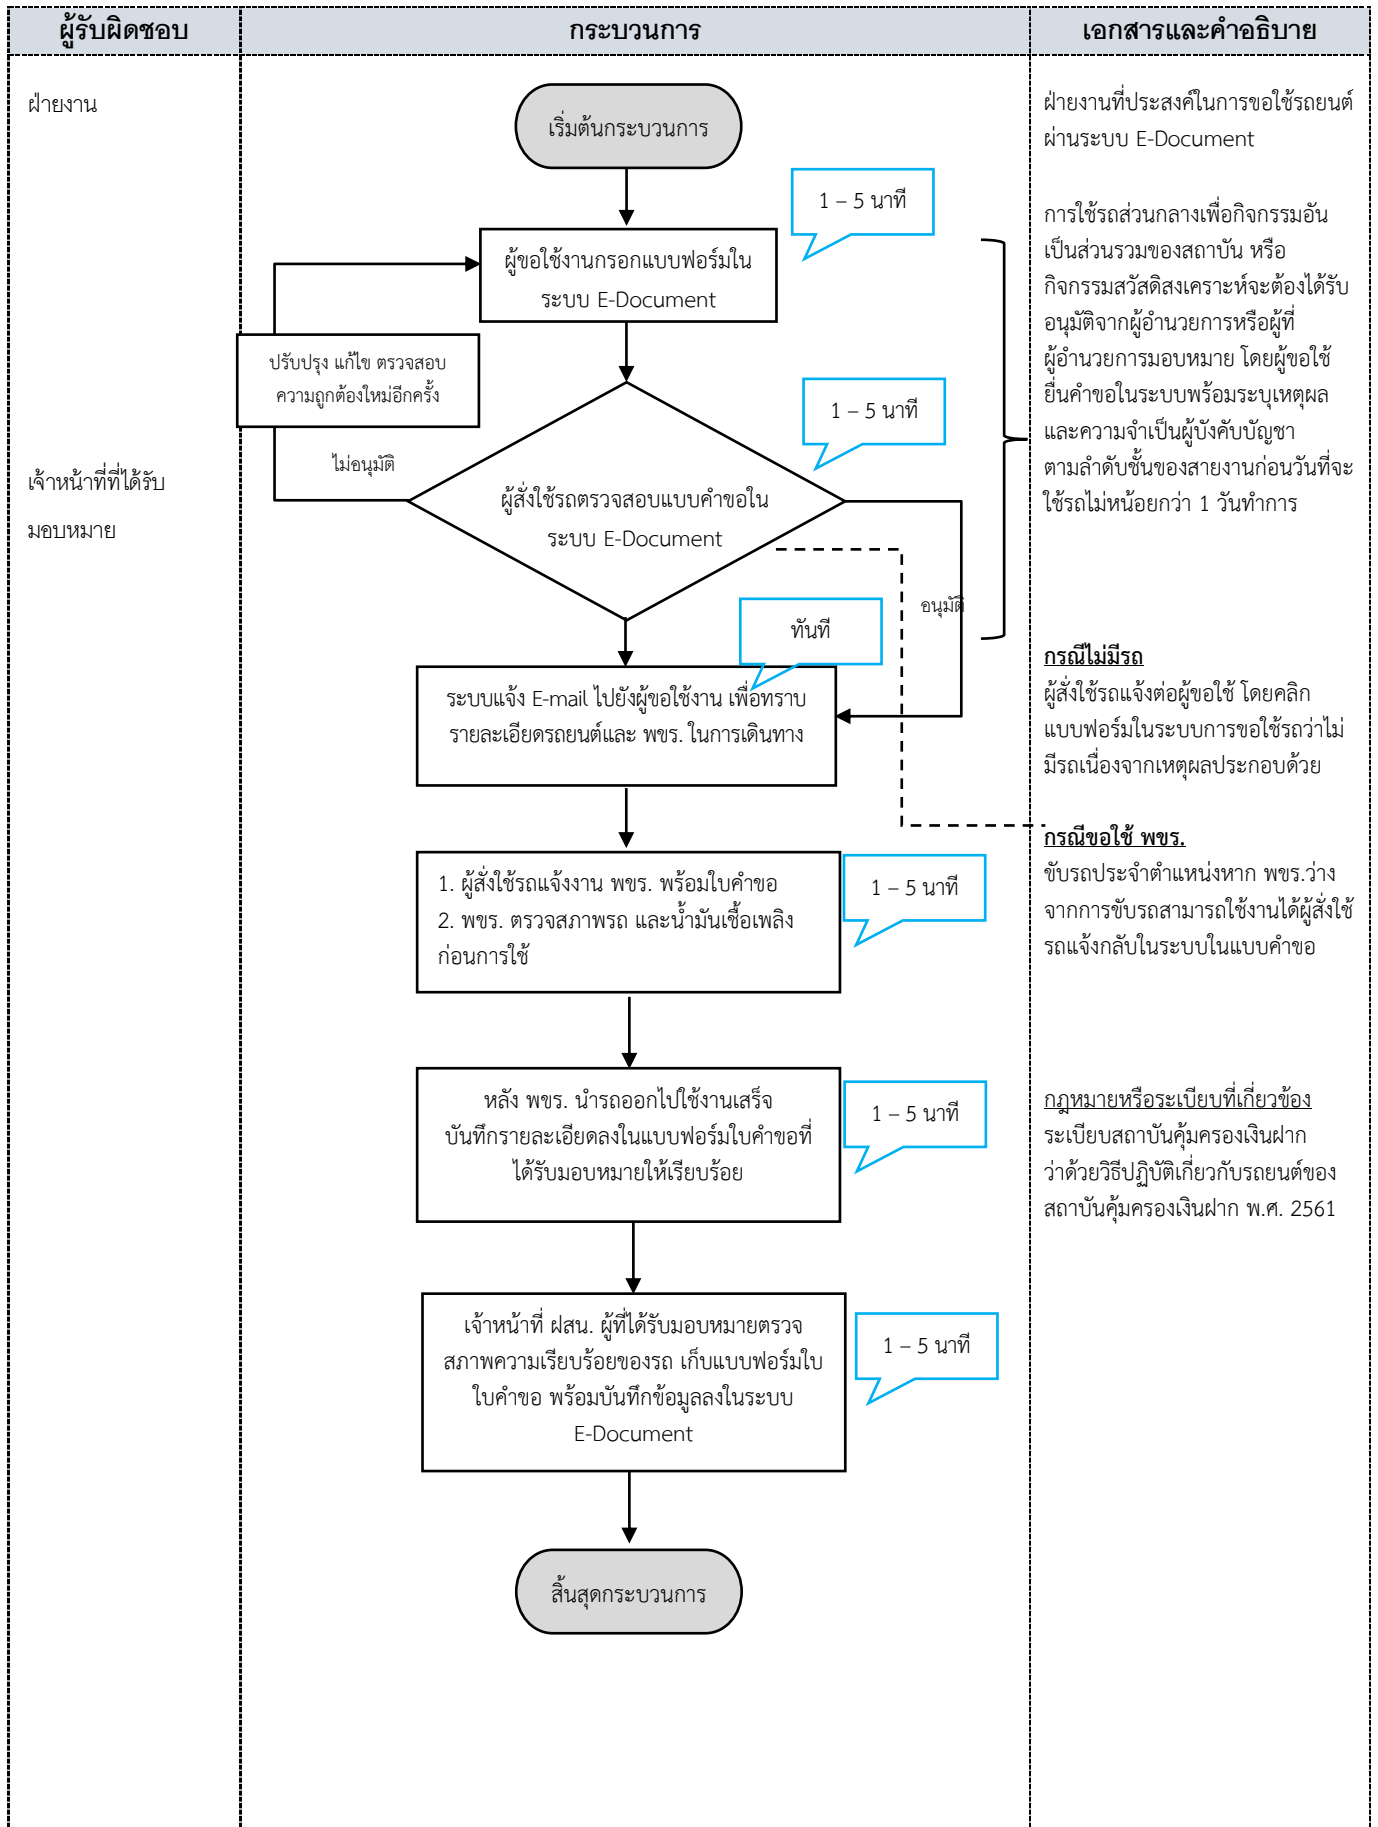 ผู้รับผิดชอบ
กระบวนการ
เอกสารและคำอธิบาย
ฝ่ายงาน
เจ้าหน้าที่ที่ได้รับ
มอบหมาย
เริ่มต้นกระบวนการ
1 – 5 นาที
ผู้ขอใช้งานกรอกแบบฟอร์มใน
ระบบ E-Document
ปรับปรุง แก้ไข ตรวจสอบ
ความถูกต้องใหม่อีกครั้ง
1 – 5 นาที
ไม่อนุมัติ
ผู้สั่งใช้รถตรวจสอบแบบคำขอใน
ระบบ E-Document
อนุมัติ
ทันที
ระบบแจ้ง E-mail ไปยังผู้ขอใช้งาน เพื่อทราบ
รายละเอียดรถยนต์และ พขร. ในการเดินทาง
1. ผู้สั่งใช้รถแจ้งงาน พขร. พร้อมใบคำขอ
2. พขร. ตรวจสภาพรถ และน้ำมันเชื้อเพลิง
ก่อนการใช้
1 – 5 นาที
หลัง พขร. นำรถออกไปใช้งานเสร็จ
บันทึกรายละเอียดลงในแบบฟอร์มใบคำขอที่
ได้รับมอบหมายให้เรียบร้อย
1 – 5 นาที
เจ้าหน้าที่ ฝสน. ผู้ที่ได้รับมอบหมายตรวจ
สภาพความเรียบร้อยของรถ เก็บแบบฟอร์มใบ
ใบคำขอ พร้อมบันทึกข้อมูลลงในระบบ
E-Document
1 – 5 นาที
สิ้นสุดกระบวนการ
ฝ่ายงานที่ประสงค์ในการขอใช้รถยนต์
ผ่านระบบ E-Document
การใช้รถส่วนกลางเพื่อกิจกรรมอัน
เป็นส่วนรวมของสถาบัน หรือ
กิจกรรมสวัสดิสงเคราะห์จะต้องได้รับ
อนุมัติจากผู้อำนวยการหรือผู้ที่
ผู้อำนวยการมอบหมาย โดยผู้ขอใช้
ยื่นคำขอในระบบพร้อมระบุเหตุผล
และความจำเป็นผู้บังคับบัญชา
ตามลำดับชั้นของสายงานก่อนวันที่จะ
ใช้รถไม่หน้อยกว่า 1 วันทำการ
กรณีไม่มีรถ
ผู้สั่งใช้รถแจ้งต่อผู้ขอใช้ โดยคลิก
แบบฟอร์มในระบบการขอใช้รถว่าไม่
มีรถเนื่องจากเหตุผลประกอบด้วย
กรณีขอใช้ พขร.
ขับรถประจำตำแหน่งหาก พขร.ว่าง
จากการขับรถสามารถใช้งานได้ผู้สั่งใช้
รถแจ้งกลับในระบบในแบบคำขอ
กฎหมายหรือระเบียบที่เกี่ยวข้อง
ระเบียบสถาบันคุ้มครองเงินฝาก
ว่าด้วยวิธีปฏิบัติเกี่ยวกับรถยนต์ของ
สถาบันคุ้มครองเงินฝาก พ.ศ. 2561